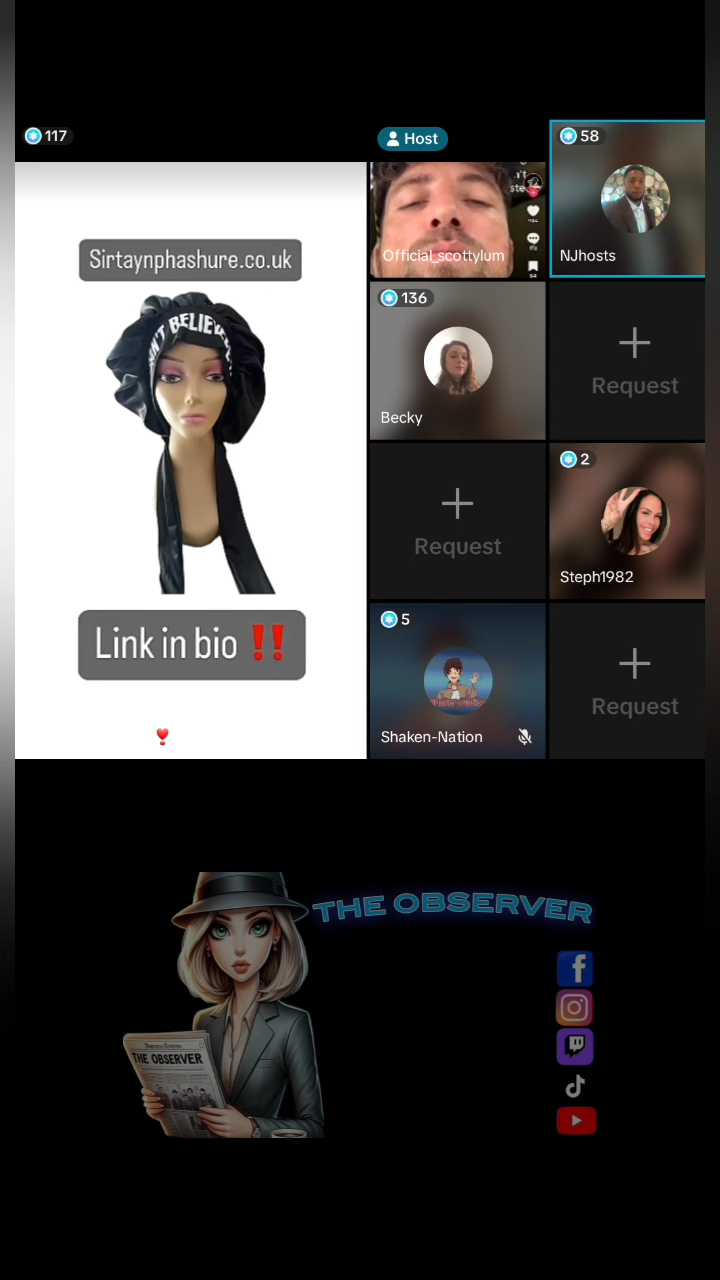 117
Host
58
Sirtaynphashure.co.uk
Official_scottylum
NJhosts
136
Request
Becky
2
Request
Steph1982
Link in bio ‼️
5
Request
Shaken-Nation
THE OBSERVER
THE OBSERVER